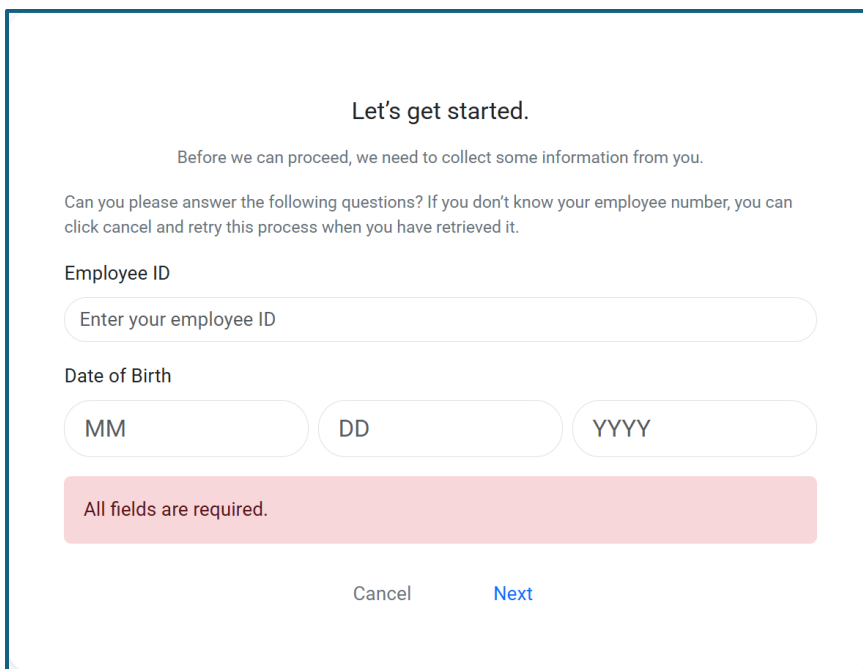 Let’s get started.
Before we can proceed, we need to collect some information from you.
Can you please answer the following questions? If you don’t know your employee number, you can
click cancel and retry this process when you have retrieved it.
Employee ID
Enter your employee ID
Date of Birth
MM DD YYYY
All fields are required.
Cancel Next